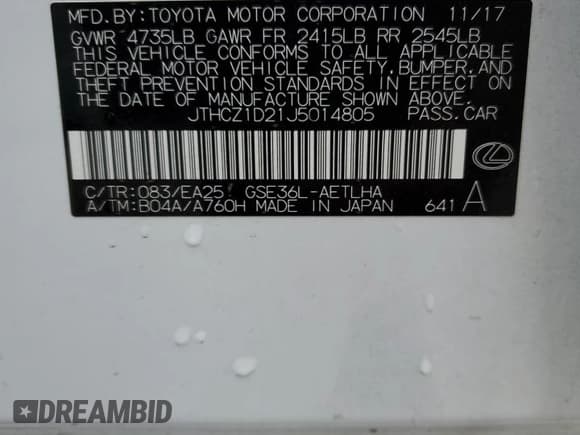 MFD.BY:TOYOTA MOTOR CORPORATION 11/17
GVWR 4735LB GAWR FR 2415LB RR 2545LB
THIS VEHICLE CONFORMS TO ALL APPLICABLE
FEDERAL MOTOR VEHICLE SAFETY,BUMPER,AND
THEFT PREVENTION STANDARDS IN EFFECT ON
THE DATE OF MANUFACTURE SHOWN ABOVE.
JTHCZ1D21J5014805 PASS.CAR
C/TR:083/EA25 GSE36L-AETLHA
A/TM:B04A/A760H MADE IN JAPAN 641 A
DREAMBID